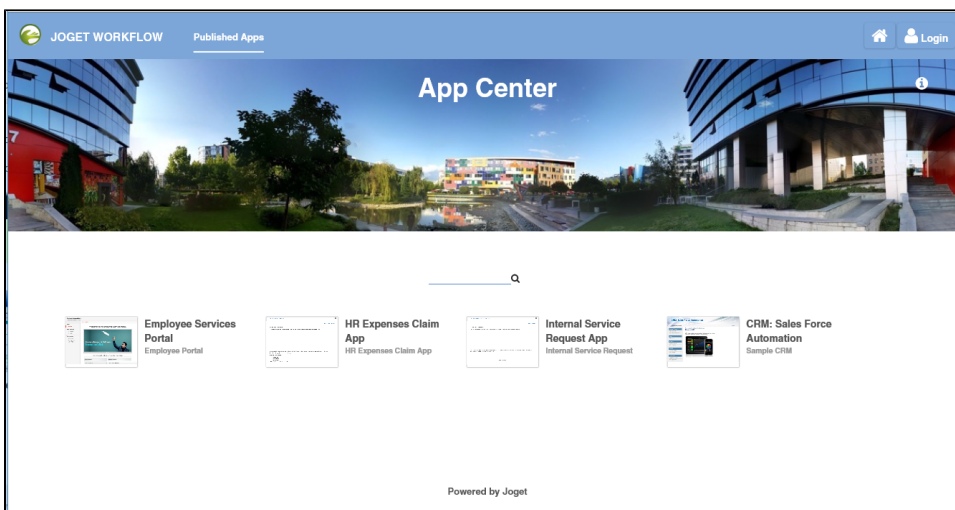 JOGET WORKFLOW
Published Apps
Login
App Center
7
Employee Services
Portal
Employee Portal
HR Expenses Claim
App
HR Expenses Claim App
Internal Service
Request App
Internal Service Request
CRM: Sales Force
Automation
Sample CRM
Powered by Joget